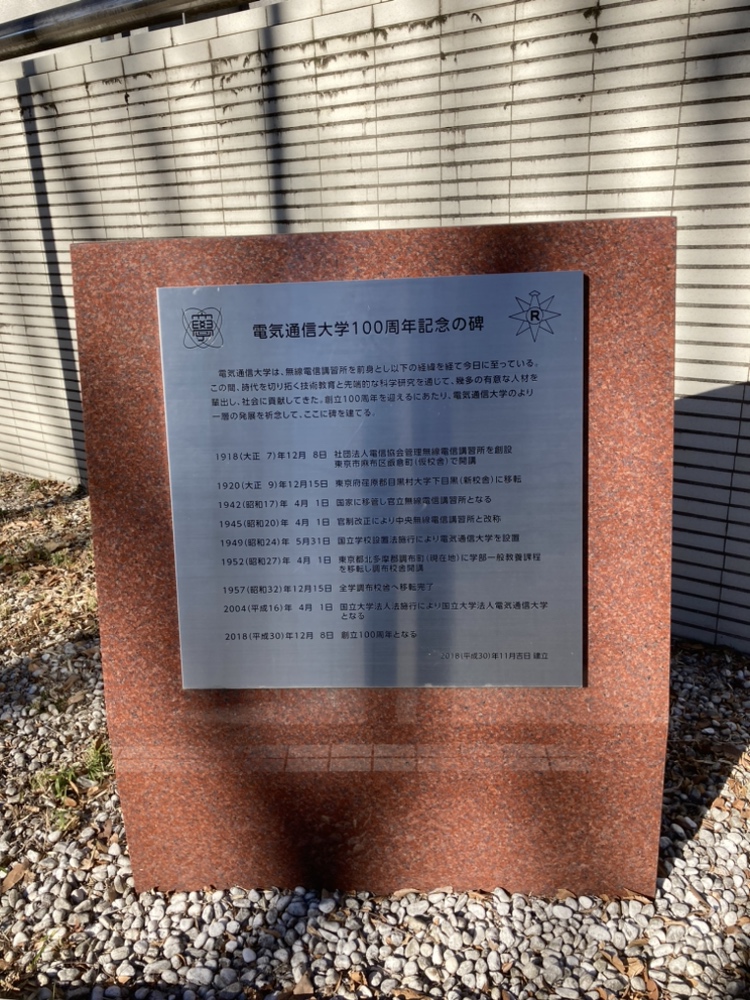 電気通信大学100周年記念の碑
R
電気通信大学は、無線電信講習所を前身とし以下の経緯を経て今日に至っている。
この間、時代を切り拓く技術教育と先端的な科学研究を通じて、幾多の有意な人材を
輩出し、社会に貢献してきた。創立100周年を迎えるにあたり、電気通信大学のより
一層の発展を祈念して、ここに碑を建てる。
1918(大正 7)年12月 8日 社団法人電信協会管理無線電信講習所を創設
東京市麻布区飯倉町(仮校舎)で開講
1920(大正 9)年12月15日 東京府荏原郡目黒村大字下目黒(新校舎)に移転
1942(昭和17)年 4月 1日 国家に移管し官立無線電信講習所となる
1945(昭和20)年 4月 1日 官制改正により中央無線電信講習所と改称
1949(昭和24)年 5月31日 国立学校設置法施行により電気通信大学を設置
1952(昭和27)年 4月 1日 東京都北多摩郡調布町(現在地)に学部一般教養課程
を移転し調布校舎開講
1957(昭和32)年12月15日 全学調布校舎へ移転完了
2004(平成16)年 4月 1日 国立大学法人法施行により国立大学法人電気通信大学
となる
2018(平成30)年12月 8日 創立100周年となる
2018(平成30)年11月吉日 建立